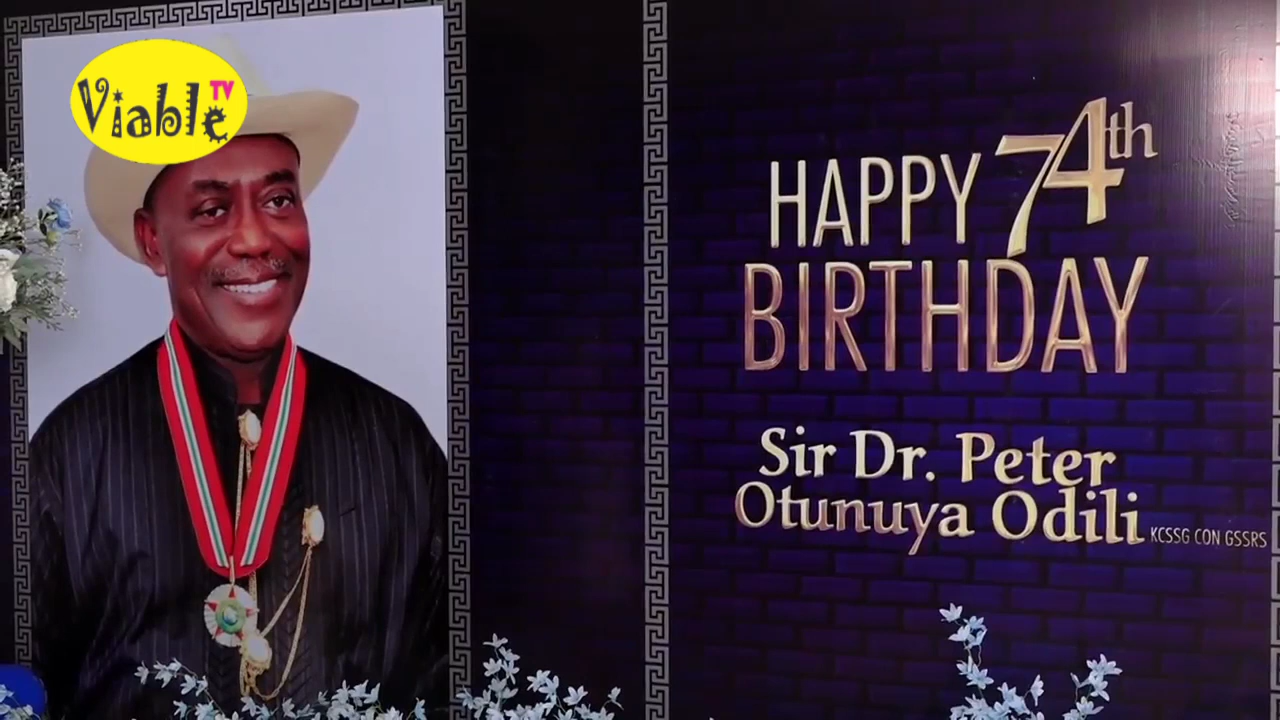 Viable TV
HAPPY 74th
BIRTHDAY
Sir Dr. Peter
Otunuya Odili KCSSG CON GSSRS